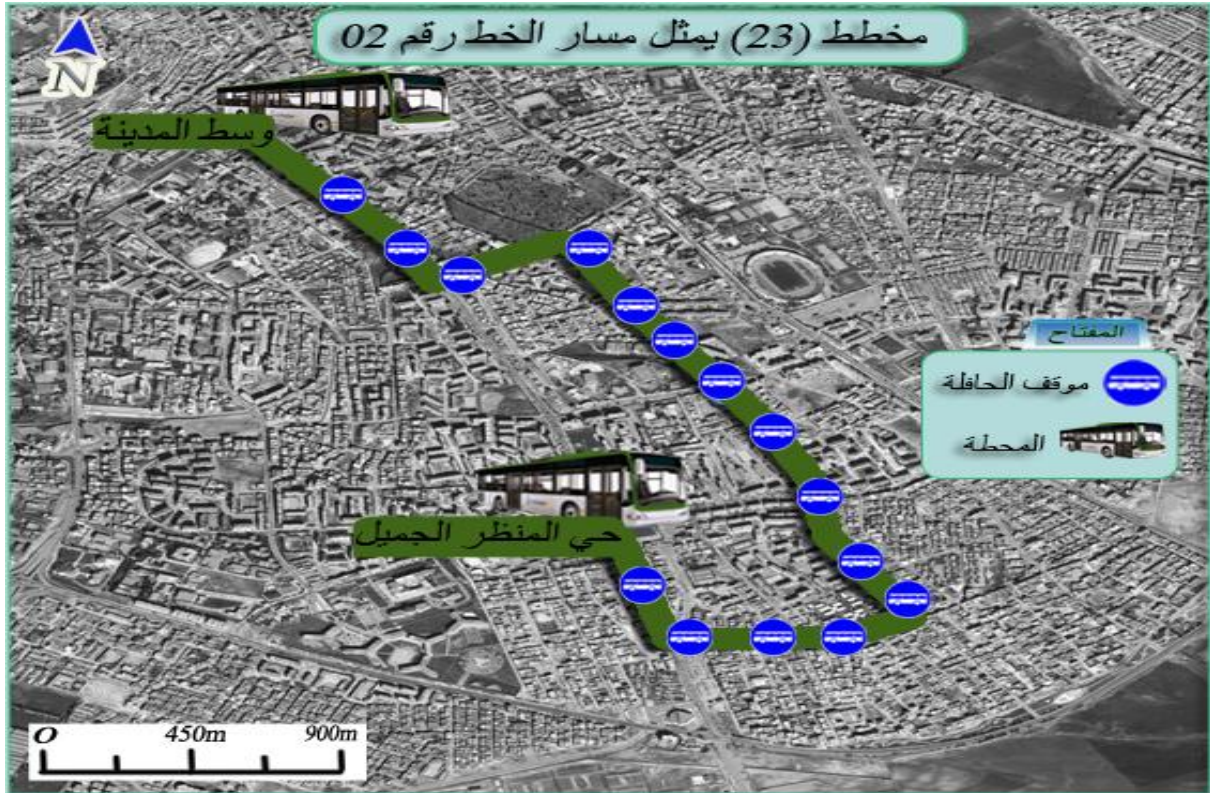 مخطط (23) يمثل مسار الخط رقم 02
N
وسط المدينة
المفتاح
موقف الحافلة
المحطة
حي المنظر الجميل
O 450m 900m